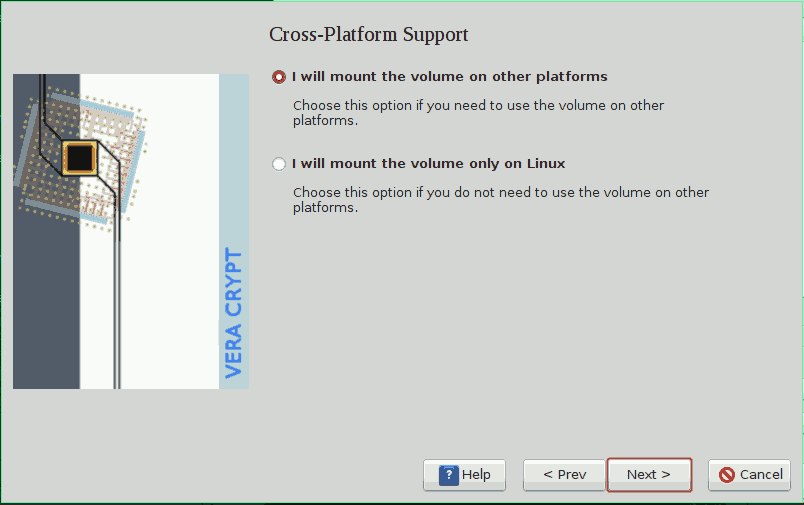 Cross-Platform Support
I will mount the volume on other platforms
Choose this option if you need to use the volume on other
platforms.
I will mount the volume only on Linux
Choose this option if you do not need to use the volume on other
platforms.
VERA CRYPT
? Help
< Prev
Next >
Cancel